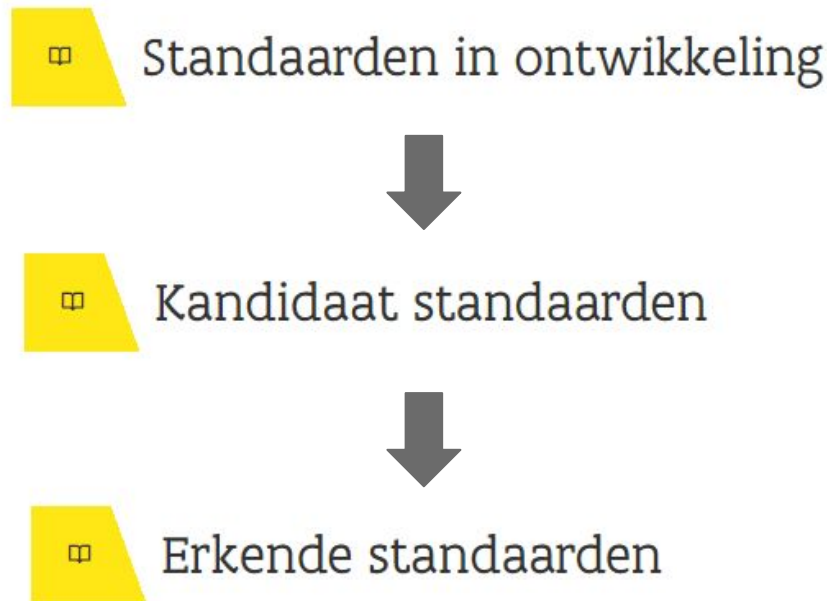 Standaarden in ontwikkeling
Kandidaat standaarden
Erkende standaarden